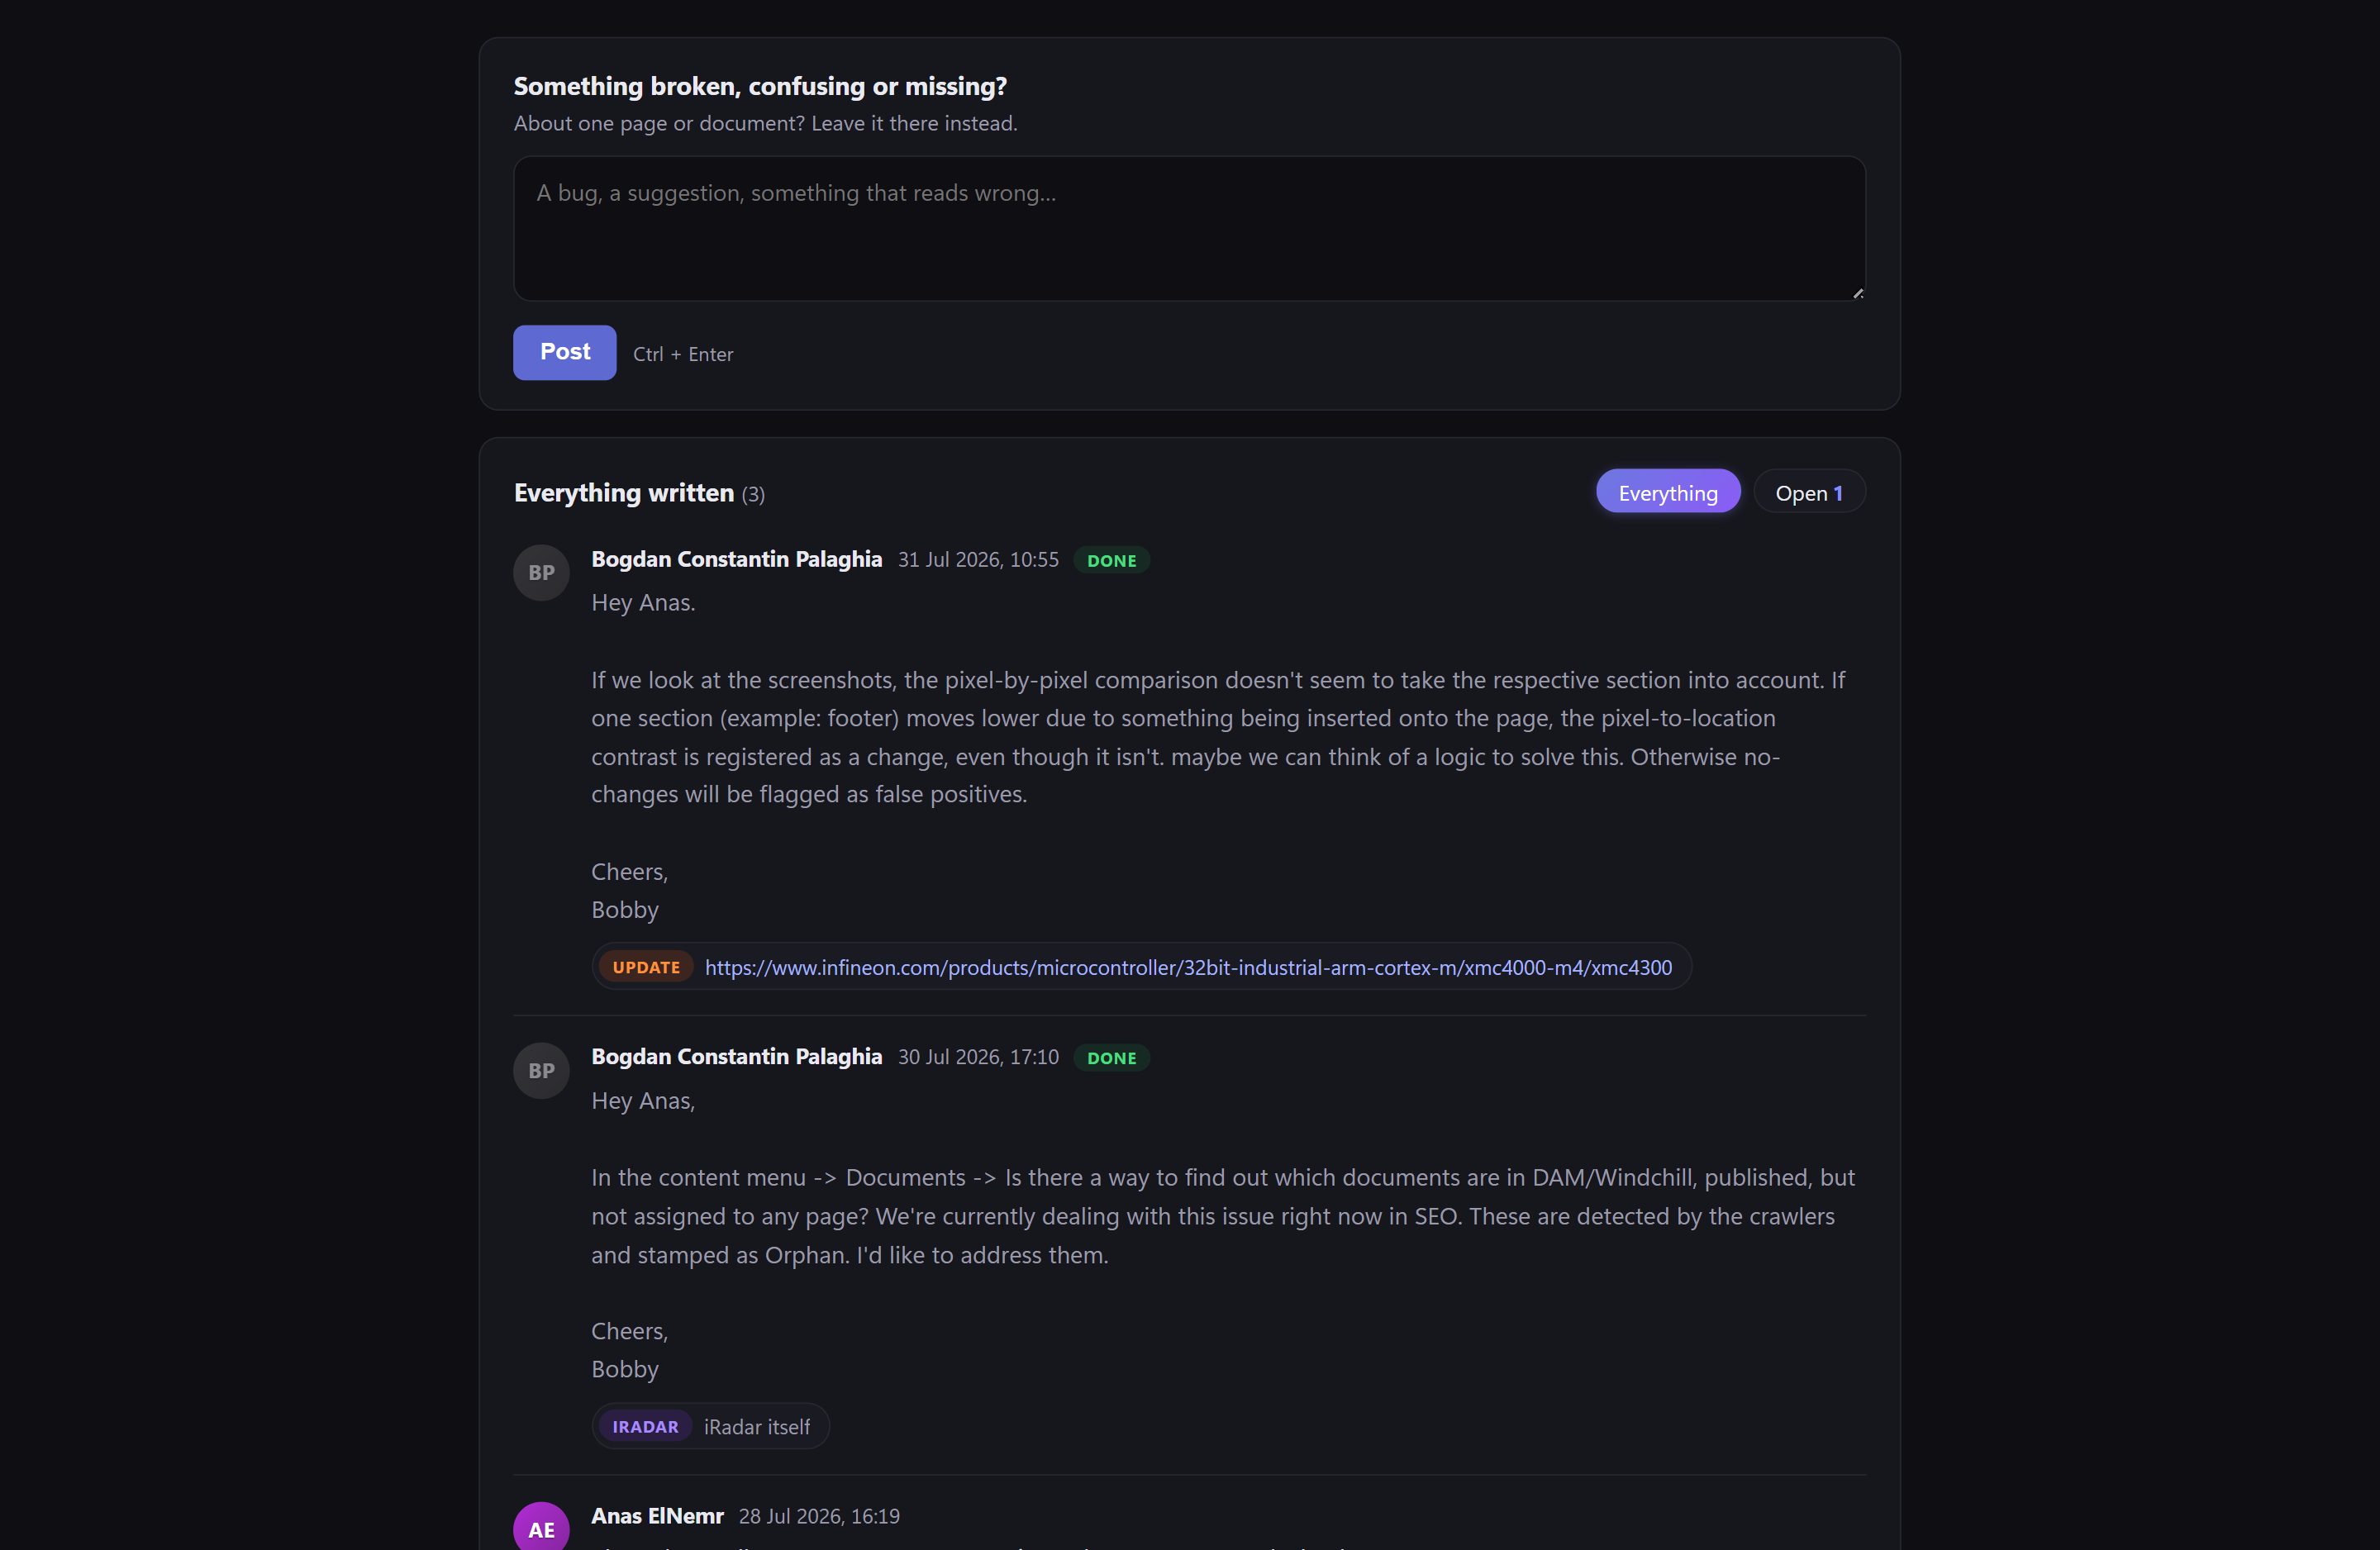 Something broken, confusing or missing?
About one page or document? Leave it there instead.
A bug, a suggestion, something that reads wrong...
Post Ctrl + Enter
Everything written (3) Everything Open 1
BP Bogdan Constantin Palaghia 31 Jul 2026, 10:55 DONE
Hey Anas.
If we look at the screenshots, the pixel-by-pixel comparison doesn't seem to take the respective section into account. If
one section (example: footer) moves lower due to something being inserted onto the page, the pixel-to-location
contrast is registered as a change, even though it isn't. maybe we can think of a logic to solve this. Otherwise no-
changes will be flagged as false positives.
Cheers,
Bobby
UPDATE https://www.infineon.com/products/microcontroller/32bit-industrial-arm-cortex-m/xmc4000-m4/xmc4300
BP Bogdan Constantin Palaghia 30 Jul 2026, 17:10 DONE
Hey Anas,
In the content menu -> Documents -> Is there a way to find out which documents are in DAM/Windchill, published, but
not assigned to any page? We're currently dealing with this issue right now in SEO. These are detected by the crawlers
and stamped as Orphan. I'd like to address them.
Cheers,
Bobby
IRADAR iRadar itself
AE Anas ElNemr 28 Jul 2026, 16:19